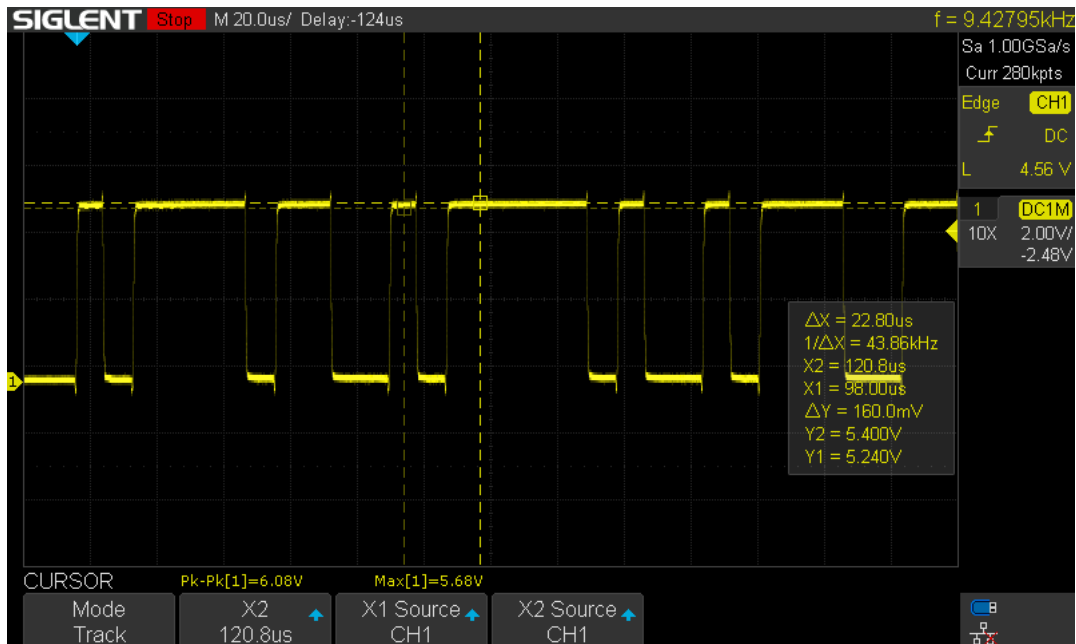 SIGLENT Stop M 20.0us/ Delay:-124us f = 9.42795kHz
Sa 1.00GSa/s
Curr 280kpts
Edge CH1
DC
L 4.56 V
1 DC1M
10X 2.00V/
-2.48V
1
ΔX = 22.80us
1/ΔX = 43.86kHz
X2 = 120.8us
X1 = 98.00us
ΔY = 160.0mV
Y2 = 5.400V
Y1 = 5.240V
CURSOR Pk-Pk[1]=6.08V Max[1]=5.68V
Mode X2 X1 Source X2 Source
Track 120.8us CH1 CH1